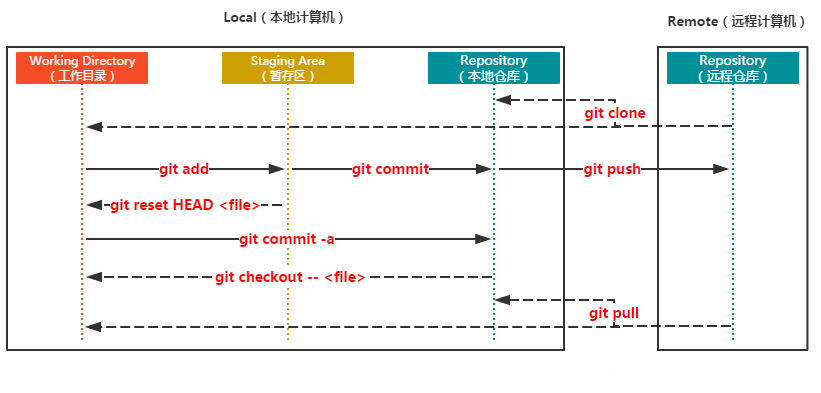 Local（本地计算机）
Remote（远程计算机）
Working Directory
（工作目录）
Staging Area
（暂存区）
Repository
（本地仓库）
Repository
（远程仓库）
git clone
git add
git commit
git push
git reset HEAD <file>
git commit -a
git checkout -- <file>
git pull